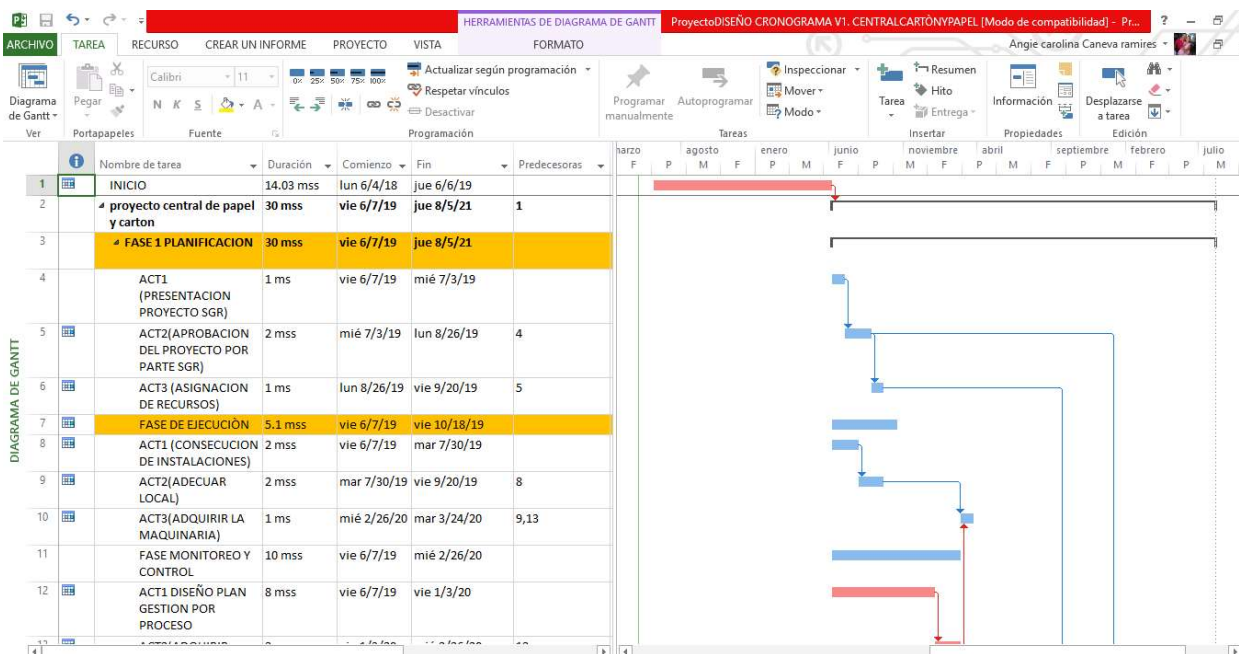 HERRAMIENTAS DE DIAGRAMA DE GANTT ProyectoDISEÑO CRONOGRAMA V1. CENTRALCARTÒNYPAPEL [Modo de compatibilidad] - Pr... ?
ARCHIVO TAREA RECURSO CREAR UN INFORME PROYECTO VISTA FORMATO Angie carolina Caneva ramires
Diagrama de Gantt
Ver
Pegar
Portapapeles
Calibri 11
N K S A
Fuente
0× 25× 50× 75× 100×
Actualizar según programación
Respetar vínculos
Desactivar
Programación
Programar manualmente
Autoprogramar
Inspeccionar
Mover
Modo
Tareas
Tarea
Resumen
Hito
Entrega
Insertar
Información
Propiedades
Desplazarse a tarea
Edición
Nombre de tarea Duración Comienzo Fin Predecesoras
marzo agosto enero junio noviembre abril septiembre febrero julio
F P M F P M F P M F P M F P M F P M
1 INICIO 14.03 mss lun 6/4/18 jue 6/6/19
2 proyecto central de papel 30 mss vie 6/7/19 jue 8/5/21 1
y carton
3 FASE 1 PLANIFICACION 30 mss vie 6/7/19 jue 8/5/21
4 ACT1 1 ms vie 6/7/19 mié 7/3/19
(PRESENTACION
PROYECTO SGR)
5 ACT2(APROBACION 2 mss mié 7/3/19 lun 8/26/19 4
DEL PROYECTO POR
PARTE SGR)
6 ACT3 (ASIGNACION 1 ms lun 8/26/19 vie 9/20/19 5
DE RECURSOS)
7 FASE DE EJECUCIÒN 5.1 mss vie 6/7/19 vie 10/18/19
8 ACT1 (CONSECUCION 2 mss vie 6/7/19 mar 7/30/19
DE INSTALACIONES)
9 ACT2(ADECUAR 2 mss mar 7/30/19 vie 9/20/19 8
LOCAL)
10 ACT3(ADQUIRIR LA 1 ms mié 2/26/20 mar 3/24/20 9,13
MAQUINARIA)
11 FASE MONITOREO Y 10 mss vie 6/7/19 mié 2/26/20
CONTROL
12 ACT1 DISEÑO PLAN 8 mss vie 6/7/19 vie 1/3/20
GESTION POR
PROCESO
DIAGRAMA DE GANTT